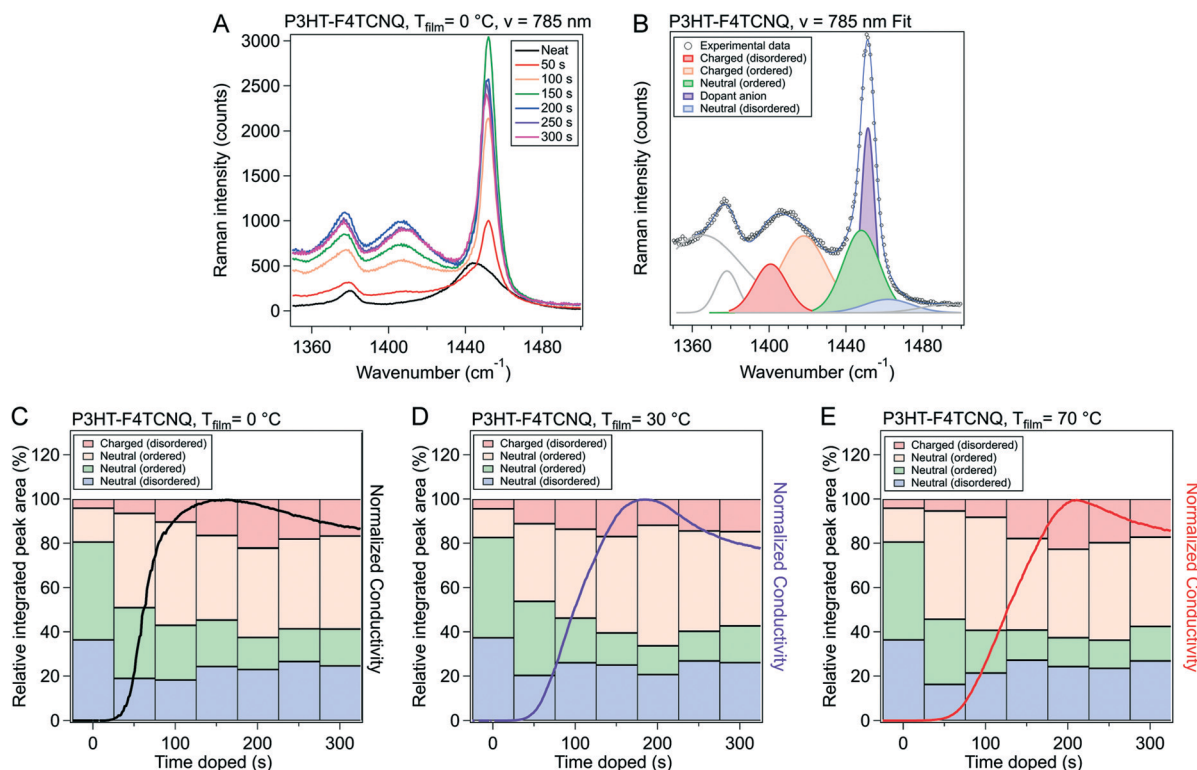 A
P3HT-F4TCNQ, Tfilm= 0 °C, v = 785 nm
3000
2500
2000
1500
1000
500
0
Raman intensity (counts)
Neat
50 s
100 s
150 s
200 s
250 s
300 s
1360
1400
1440
1480
Wavenumber (cm-1)
B
P3HT-F4TCNQ, v = 785 nm Fit
Raman intensity (counts)
Experimental data
Charged (disordered)
Charged (ordered)
Neutral (ordered)
Dopant anion
Neutral (disordered)
1360
1400
1440
1480
Wavenumber (cm-1)
C
P3HT-F4TCNQ, Tfilm= 0 °C
Relative integrated peak area (%)
120
100
80
60
40
20
0
Charged (disordered)
Neutral (ordered)
Neutral (ordered)
Neutral (disordered)
Normalized Conductivity
0
100
200
300
Time doped (s)
D
P3HT-F4TCNQ, Tfilm= 30 °C
Relative integrated peak area (%)
120
100
80
60
40
20
0
Charged (disordered)
Neutral (ordered)
Neutral (ordered)
Neutral (disordered)
Normalized Conductivity
0
100
200
300
Time doped (s)
E
P3HT-F4TCNQ, Tfilm= 70 °C
Relative integrated peak area (%)
120
100
80
60
40
20
0
Charged (disordered)
Neutral (ordered)
Neutral (ordered)
Neutral (disordered)
Normalized Conductivity
0
100
200
300
Time doped (s)